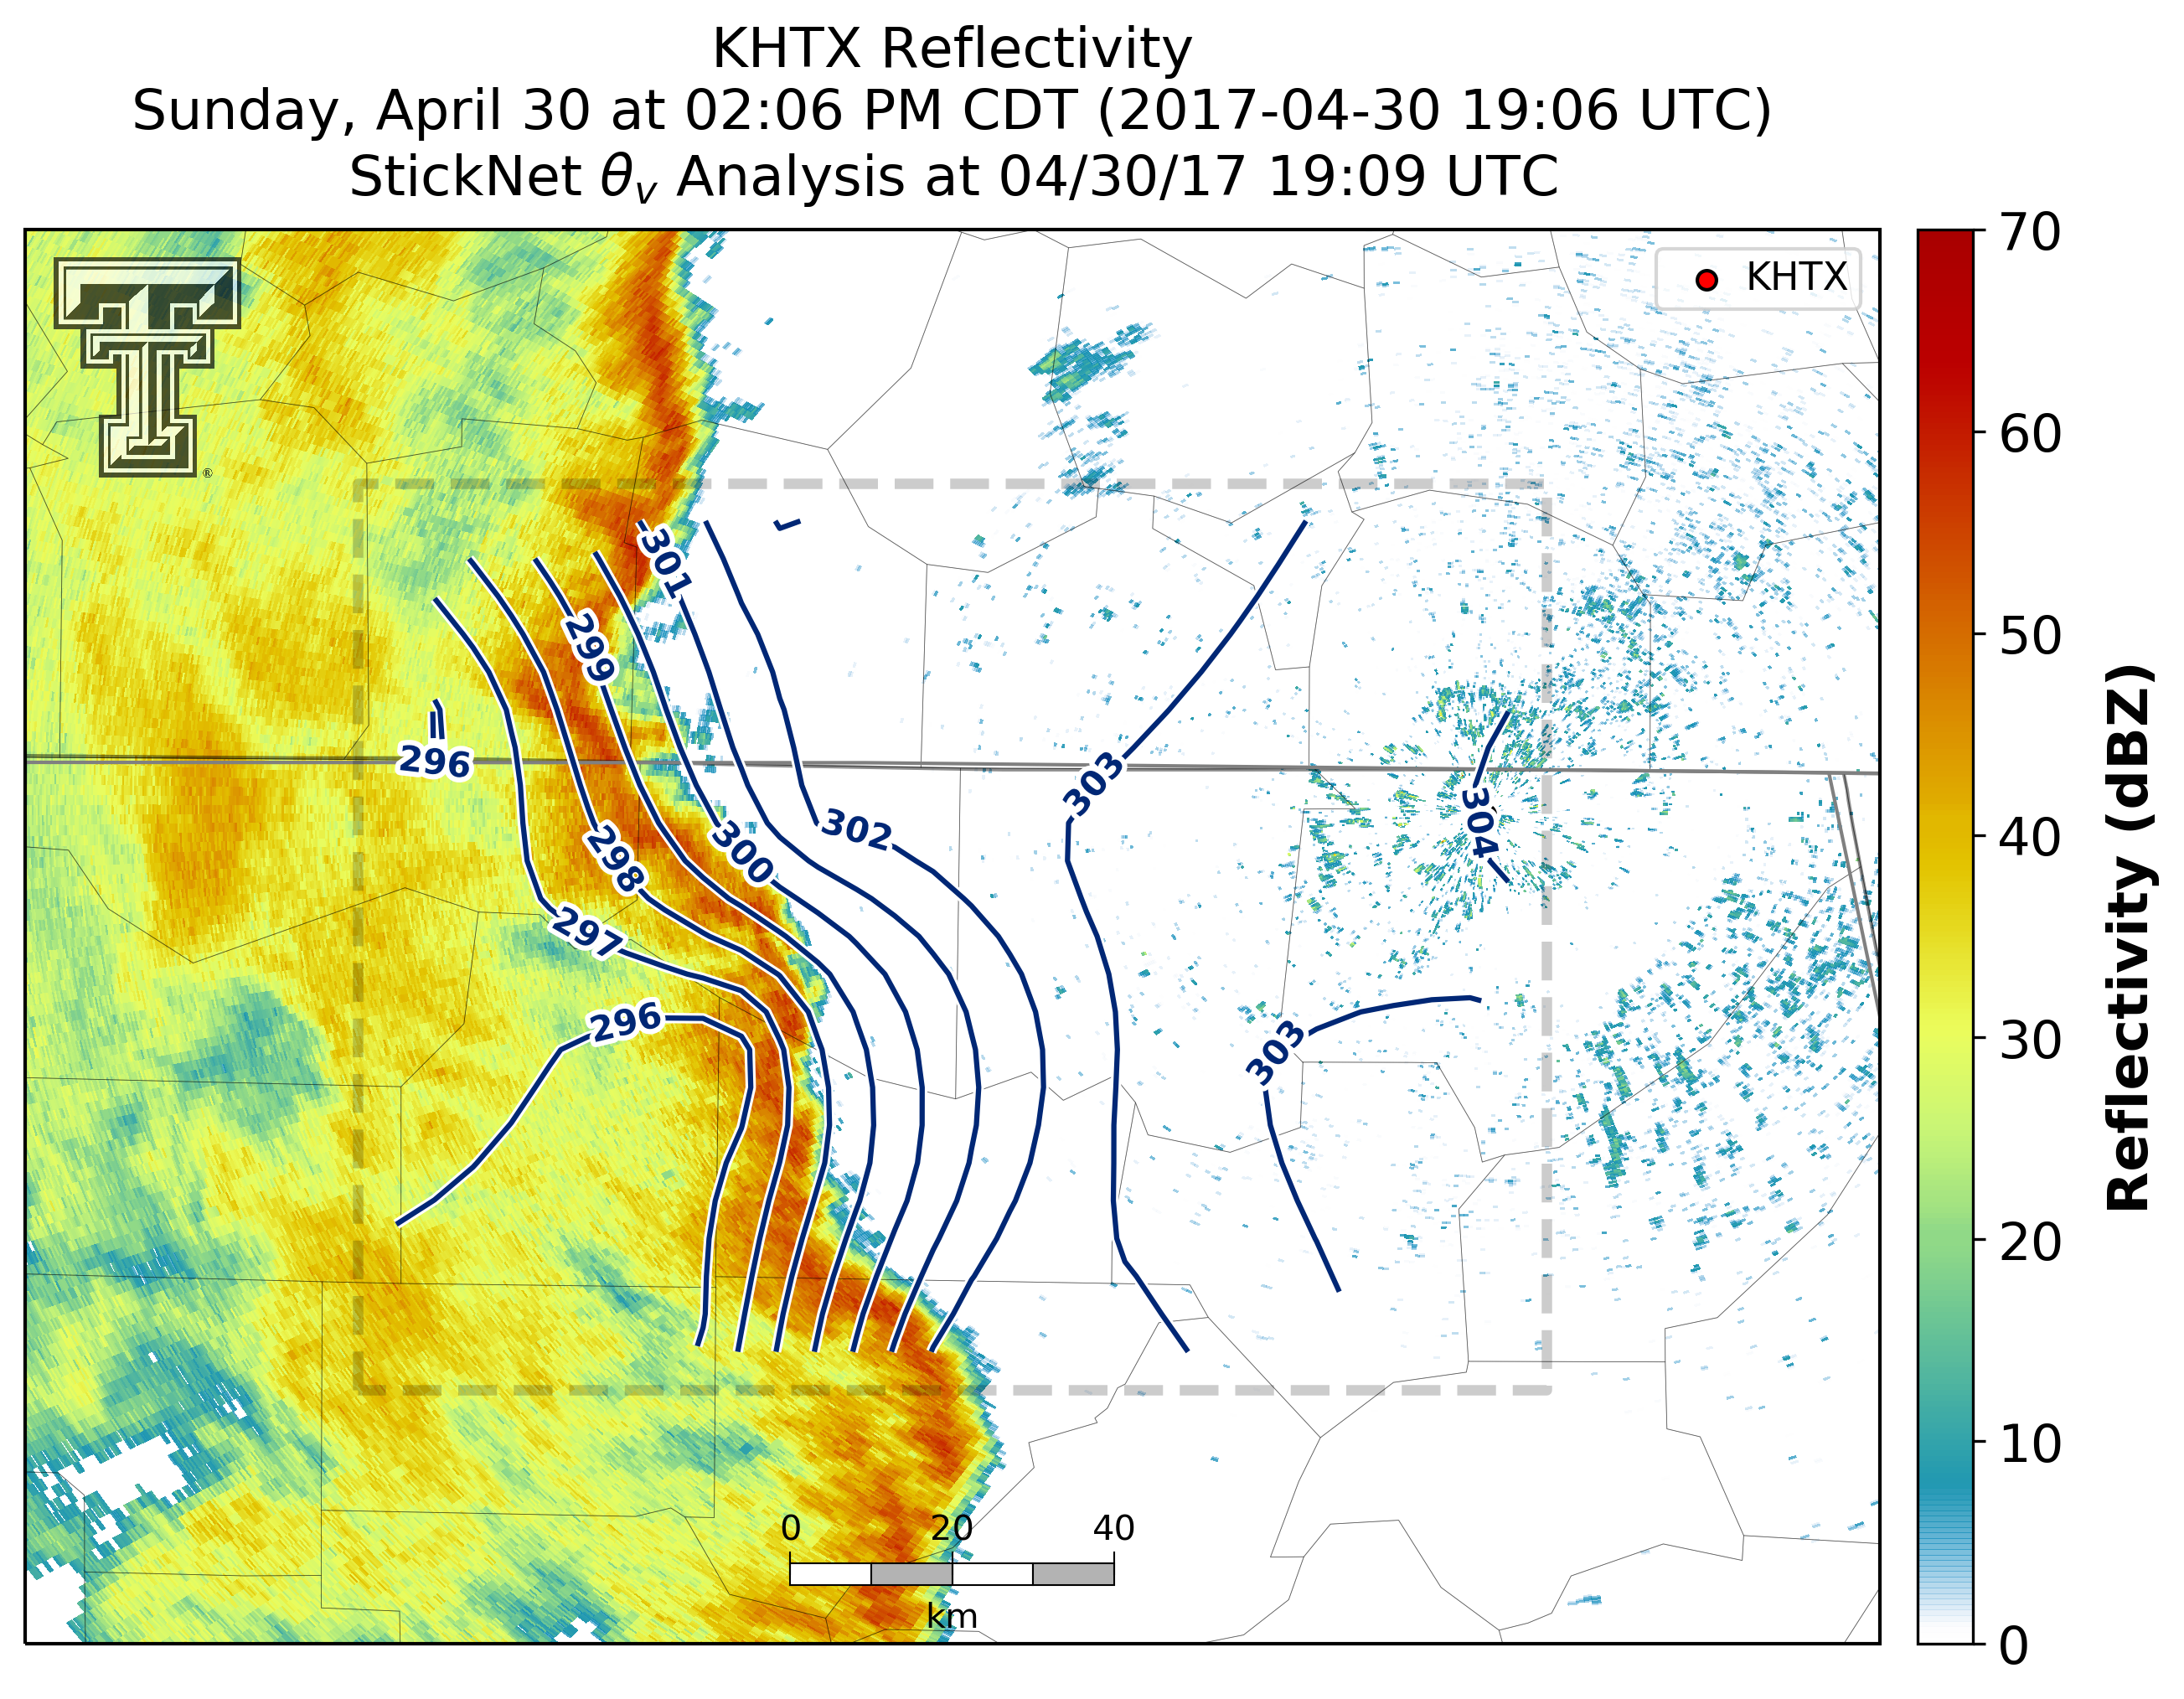 KHTX Reflectivity
Sunday, April 30 at 02:06 PM CDT (2017-04-30 19:06 UTC)
StickNet θv Analysis at 04/30/17 19:09 UTC
KHTX
®
301
299
296
303
302
304
298
300
297
296
303
0 20 40
km
70
60
50
40
30
20
10
0
Reflectivity (dBZ)